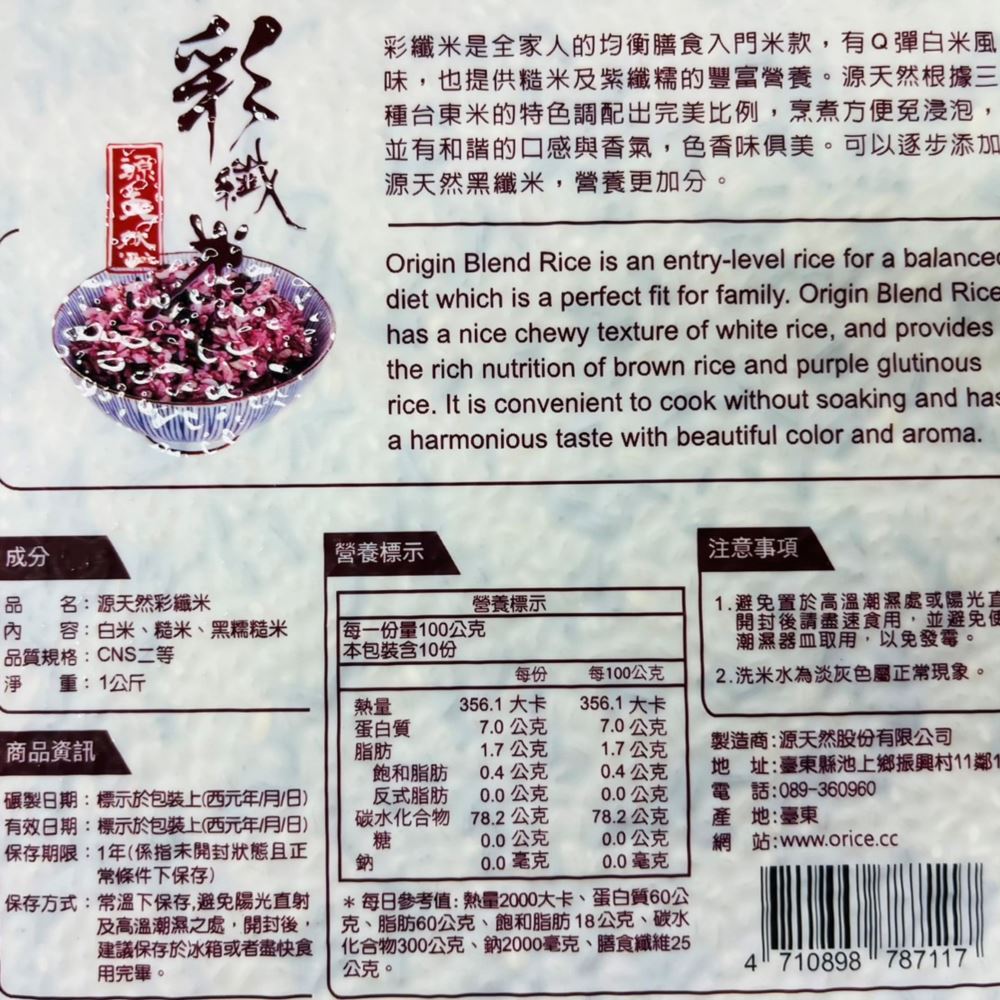 彩
纖
米
源天然
彩纖米是全家人的均衡膳食入門米款，有Q彈白米風
味，也提供糙米及紫纖糯的豐富營養。源天然根據三
種台東米的特色調配出完美比例，烹煮方便免浸泡，
並有和諧的口感與香氣，色香味俱美。可以逐步添加
源天然黑纖米，營養更加分。
Origin Blend Rice is an entry-level rice for a balanced
diet which is a perfect fit for family. Origin Blend Rice
has a nice chewy texture of white rice, and provides
the rich nutrition of brown rice and purple glutinous
rice. It is convenient to cook without soaking and has
a harmonious taste with beautiful color and aroma.
成分
品　名：源天然彩纖米
內　容：白米、糙米、黑糯糙米
品質規格：CNS二等
淨　重：1公斤
商品資訊
碾製日期：標示於包裝上(西元年/月/日)
有效日期：標示於包裝上(西元年/月/日)
保存期限：1年(係指未開封狀態且正
常條件下保存)
保存方式：常溫下保存,避免陽光直射
及高溫潮濕之處，開封後，
建議保存於冰箱或者盡快食
用完畢。
營養標示
營養標示
每一份量100公克
本包裝含10份
每份　每100公克
熱量　356.1 大卡　356.1 大卡
蛋白質　7.0 公克　7.0 公克
脂肪　1.7 公克　1.7 公克
飽和脂肪　0.4 公克　0.4 公克
反式脂肪　0.0 公克　0.0 公克
碳水化合物　78.2 公克　78.2 公克
糖　0.0 公克　0.0 公克
鈉　0.0 毫克　0.0 毫克
＊每日參考值: 熱量2000大卡、蛋白質60公
克、脂肪60公克、飽和脂肪18公克、碳水
化合物300公克、鈉2000毫克、膳食纖維25
公克。
注意事項
1.避免置於高溫潮濕處或陽光直
開封後請盡速食用，並避免使
潮濕器皿取用，以免發霉。
2.洗米水為淡灰色屬正常現象。
製造商:源天然股份有限公司
地　址:臺東縣池上鄉振興村11鄰1
電　話:089-360960
產　地:臺東
網　站:www.orice.cc
4 710898 787117